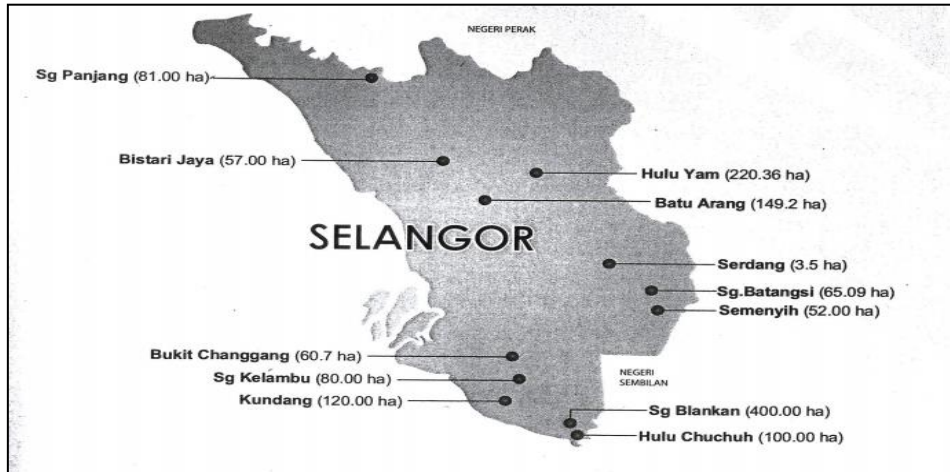 NEGERI PERAK
Sg Panjang (81.00 ha)
Bistari Jaya (57.00 ha)
Hulu Yam (220.36 ha)
Batu Arang (149.2 ha)
SELANGOR
Serdang (3.5 ha)
Sg.Batangsi (65.09 ha)
Semenyih (52.00 ha)
Bukit Changgang (60.7 ha)
Sg Kelambu (80.00 ha)
Kundang (120.00 ha)
NEGERI
SEMBILAN
Sg Blankan (400.00 ha)
Hulu Chuchuh (100.00 ha)